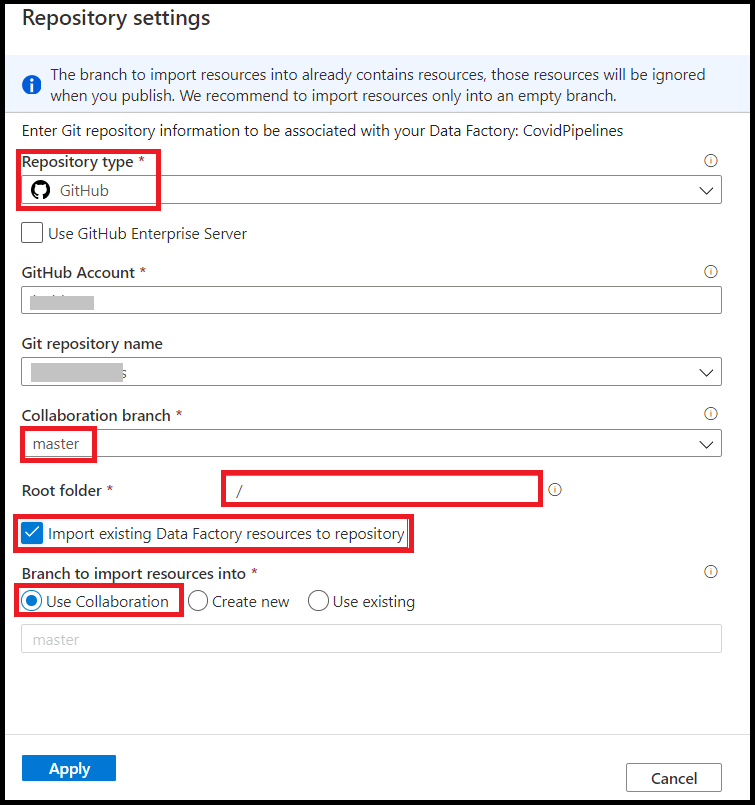 Repository settings
The branch to import resources into already contains resources, those resources will be ignored
when you publish. We recommend to import resources only into an empty branch.
Enter Git repository information to be associated with your Data Factory: CovidPipelines
Repository type *
GitHub
Use GitHub Enterprise Server
GitHub Account *
Git repository name
s
Collaboration branch *
master
Root folder * /
Import existing Data Factory resources to repository
Branch to import resources into *
Use Collaboration Create new Use existing
master
Apply Cancel